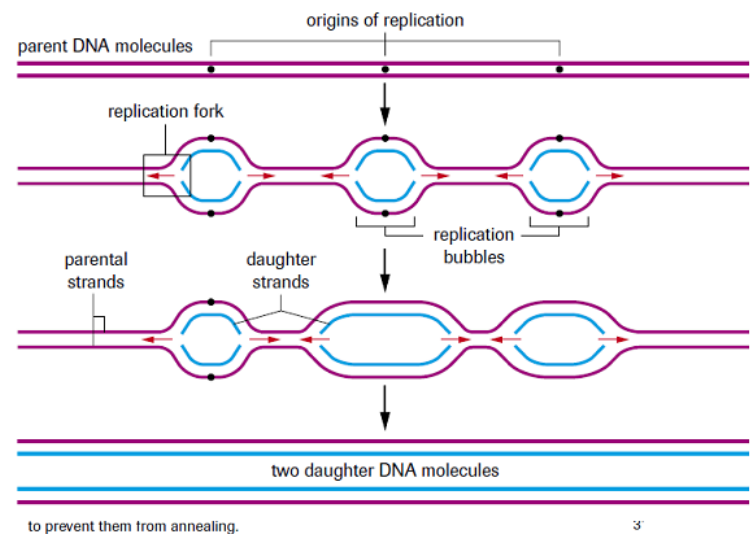 origins of replication
parent DNA molecules
replication fork
replication
bubbles
parental
strands
daughter
strands
two daughter DNA molecules
to prevent them from annealing.